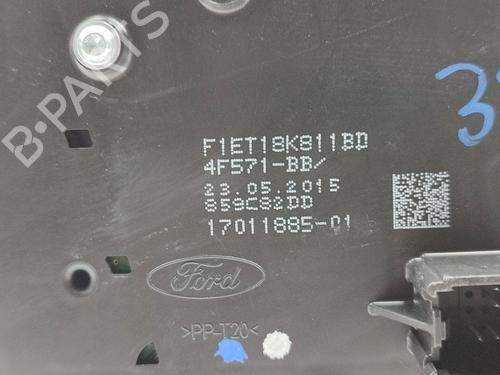 B-PARTS
F1ET18K811BD
4F571-BB/
23.05.2015
859C82DD
17011885-01
Ford
>PP-T20<